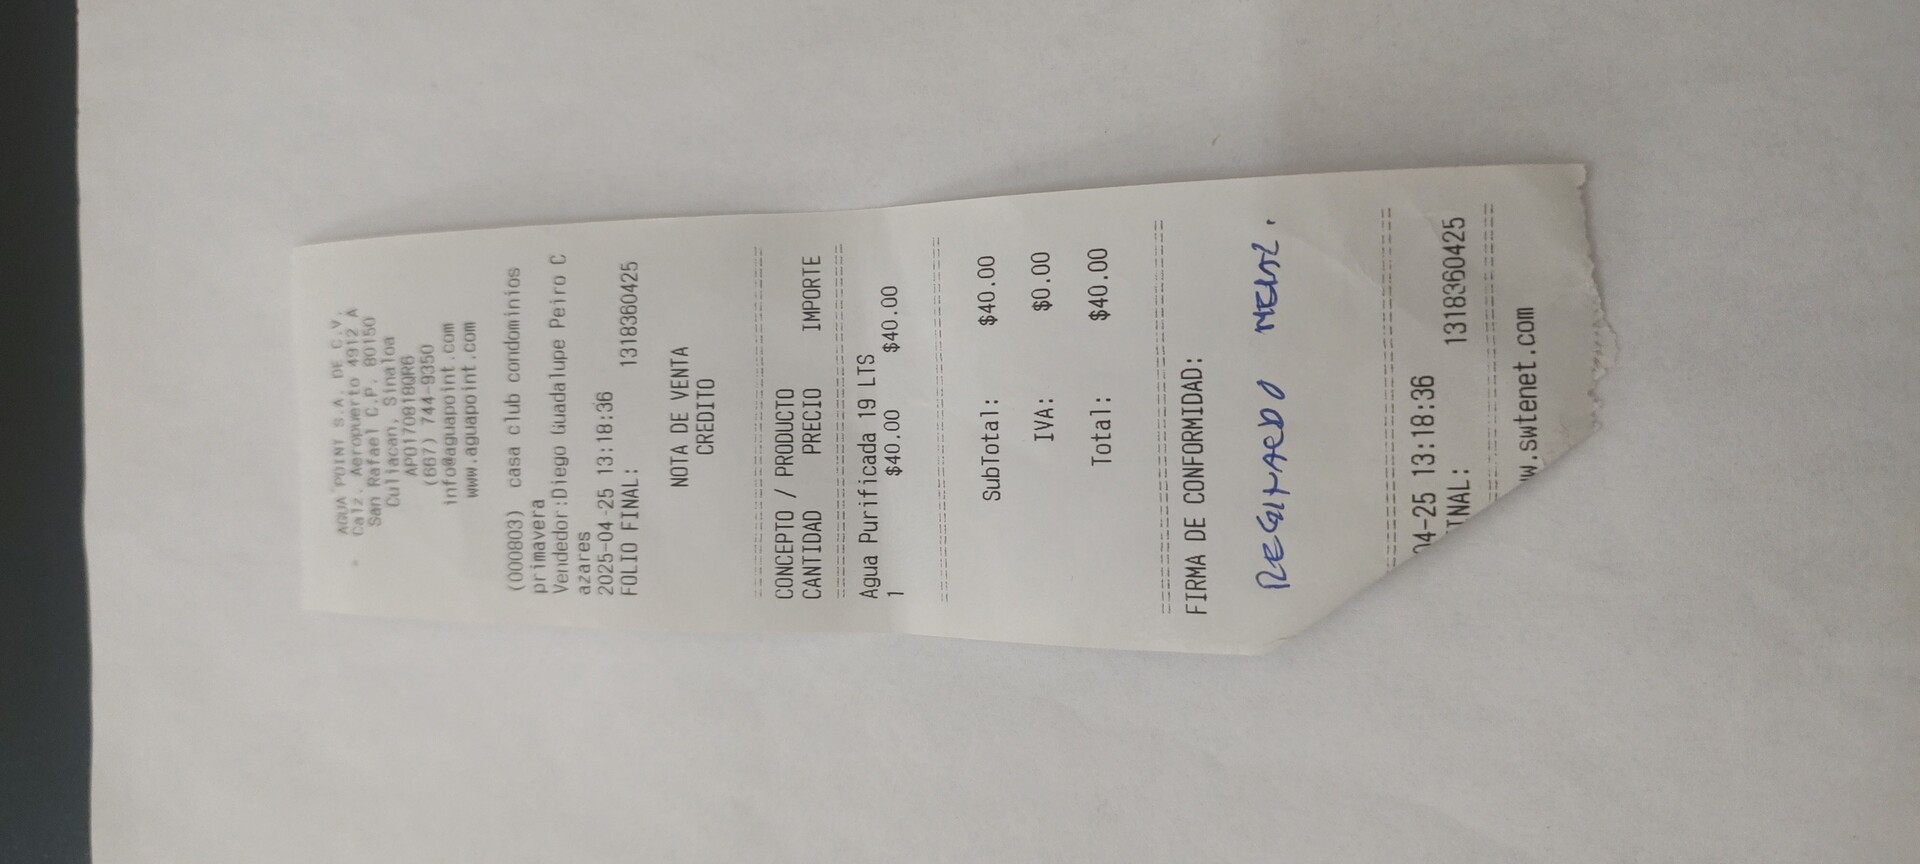 AGUA POINT S.A. DE C.V.
Calz. Aeropuerto 4912 A
San Rafael C.P. 80150
Culiacan, Sinaloa
APO170818QR6
(667) 744-9350
info@aguapoint.com
www.aguapoint.com
(000803) casa club condominios
primavera
Vendedor:Diego Guadalupe Peiro C
azares
2025-04-25 13:18:36
FOLIO FINAL: 1318360425
NOTA DE VENTA
CREDITO
CONCEPTO / PRODUCTO
CANTIDAD PRECIO IMPORTE
Agua Purificada 19 LTS
1 $40.00 $40.00
SubTotal: $40.00
IVA: $0.00
Total: $40.00
FIRMA DE CONFORMIDAD:
04-25 13:18:36
INAL: 1318360425
w.swtenet.com